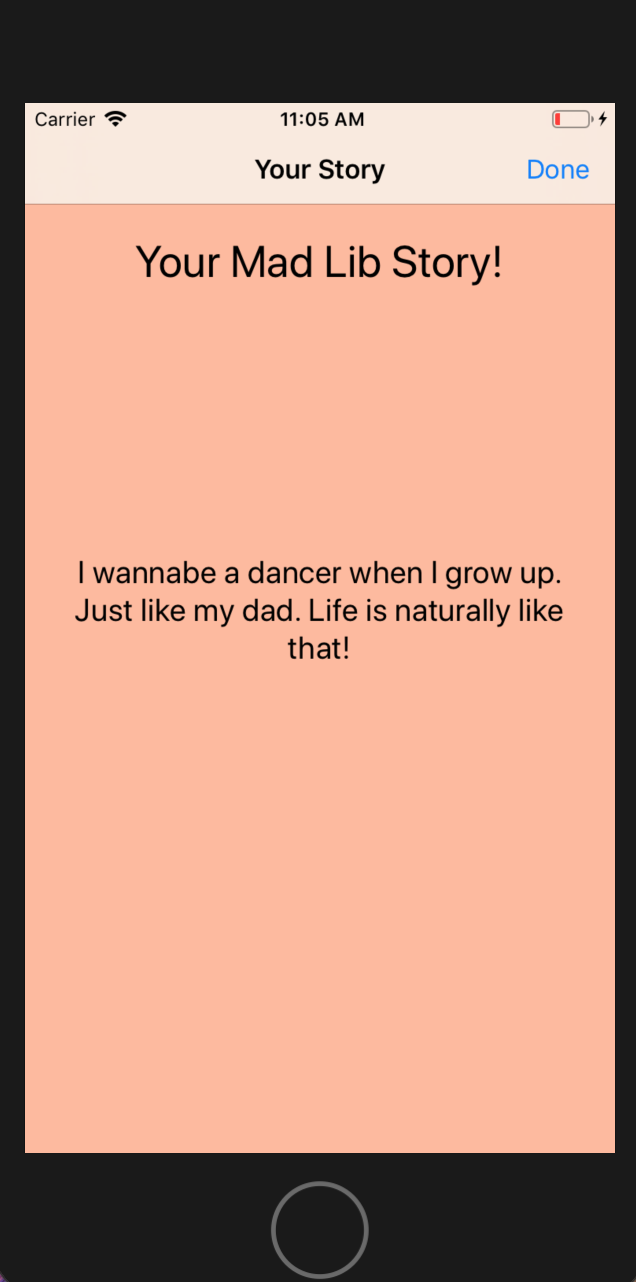 Carrier 11:05 AM
Your Story Done
Your Mad Lib Story!
I wannabe a dancer when I grow up.
Just like my dad. Life is naturally like
that!